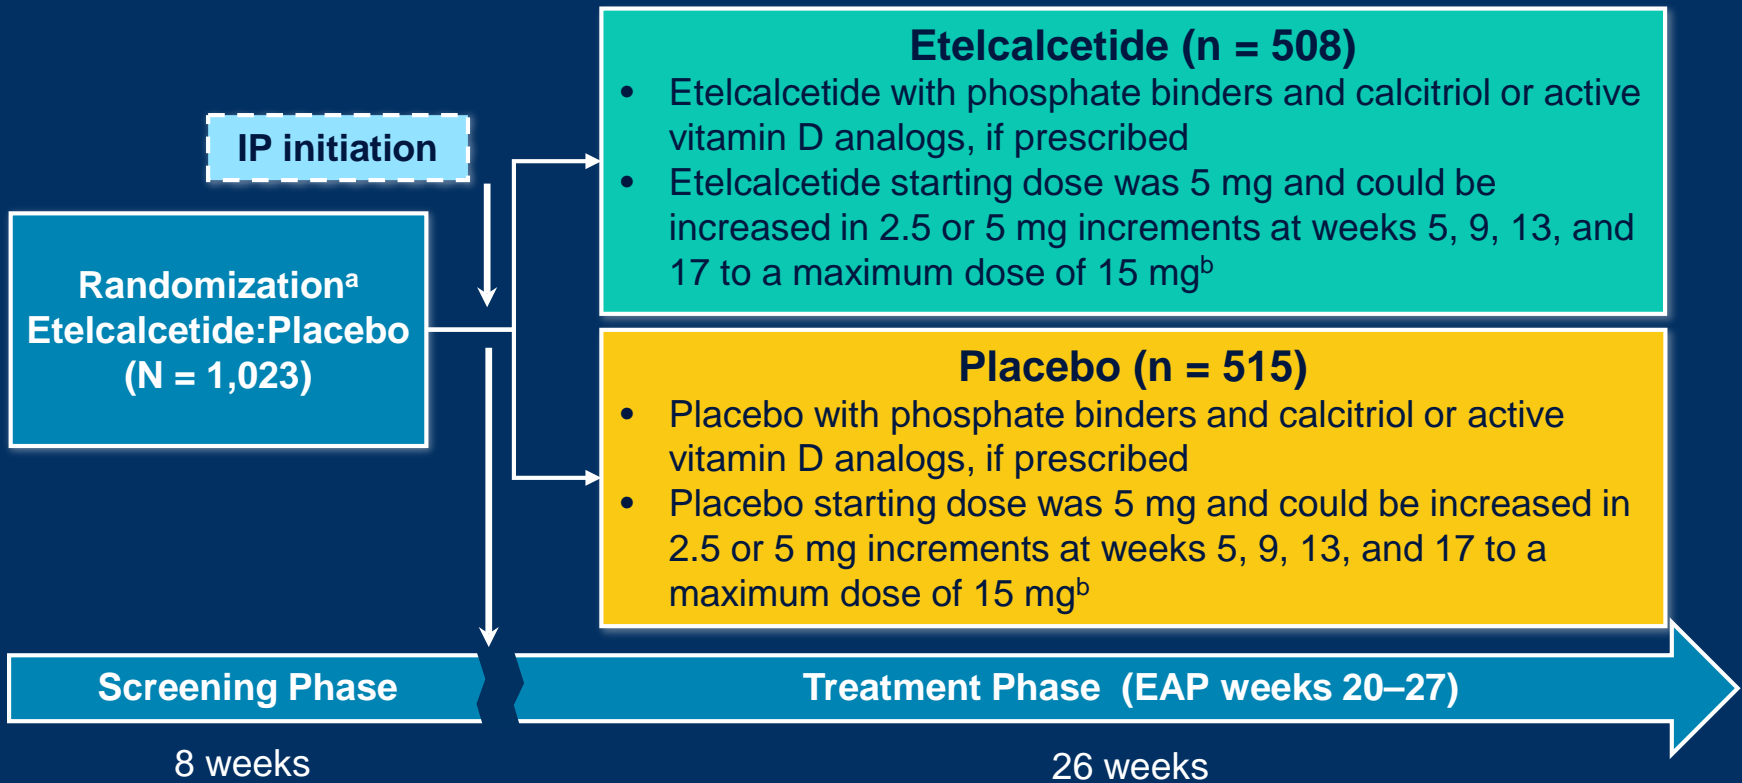 IP initiation
Randomizationᵃ
Etelcalcetide:Placebo
(N = 1,023)
Etelcalcetide (n = 508)
• Etelcalcetide with phosphate binders and calcitriol or active
vitamin D analogs, if prescribed
• Etelcalcetide starting dose was 5 mg and could be
increased in 2.5 or 5 mg increments at weeks 5, 9, 13, and
17 to a maximum dose of 15 mgᵇ
Placebo (n = 515)
• Placebo with phosphate binders and calcitriol or active
vitamin D analogs, if prescribed
• Placebo starting dose was 5 mg and could be increased in
2.5 or 5 mg increments at weeks 5, 9, 13, and 17 to a
maximum dose of 15 mgᵇ
Screening Phase
Treatment Phase (EAP weeks 20–27)
8 weeks
26 weeks